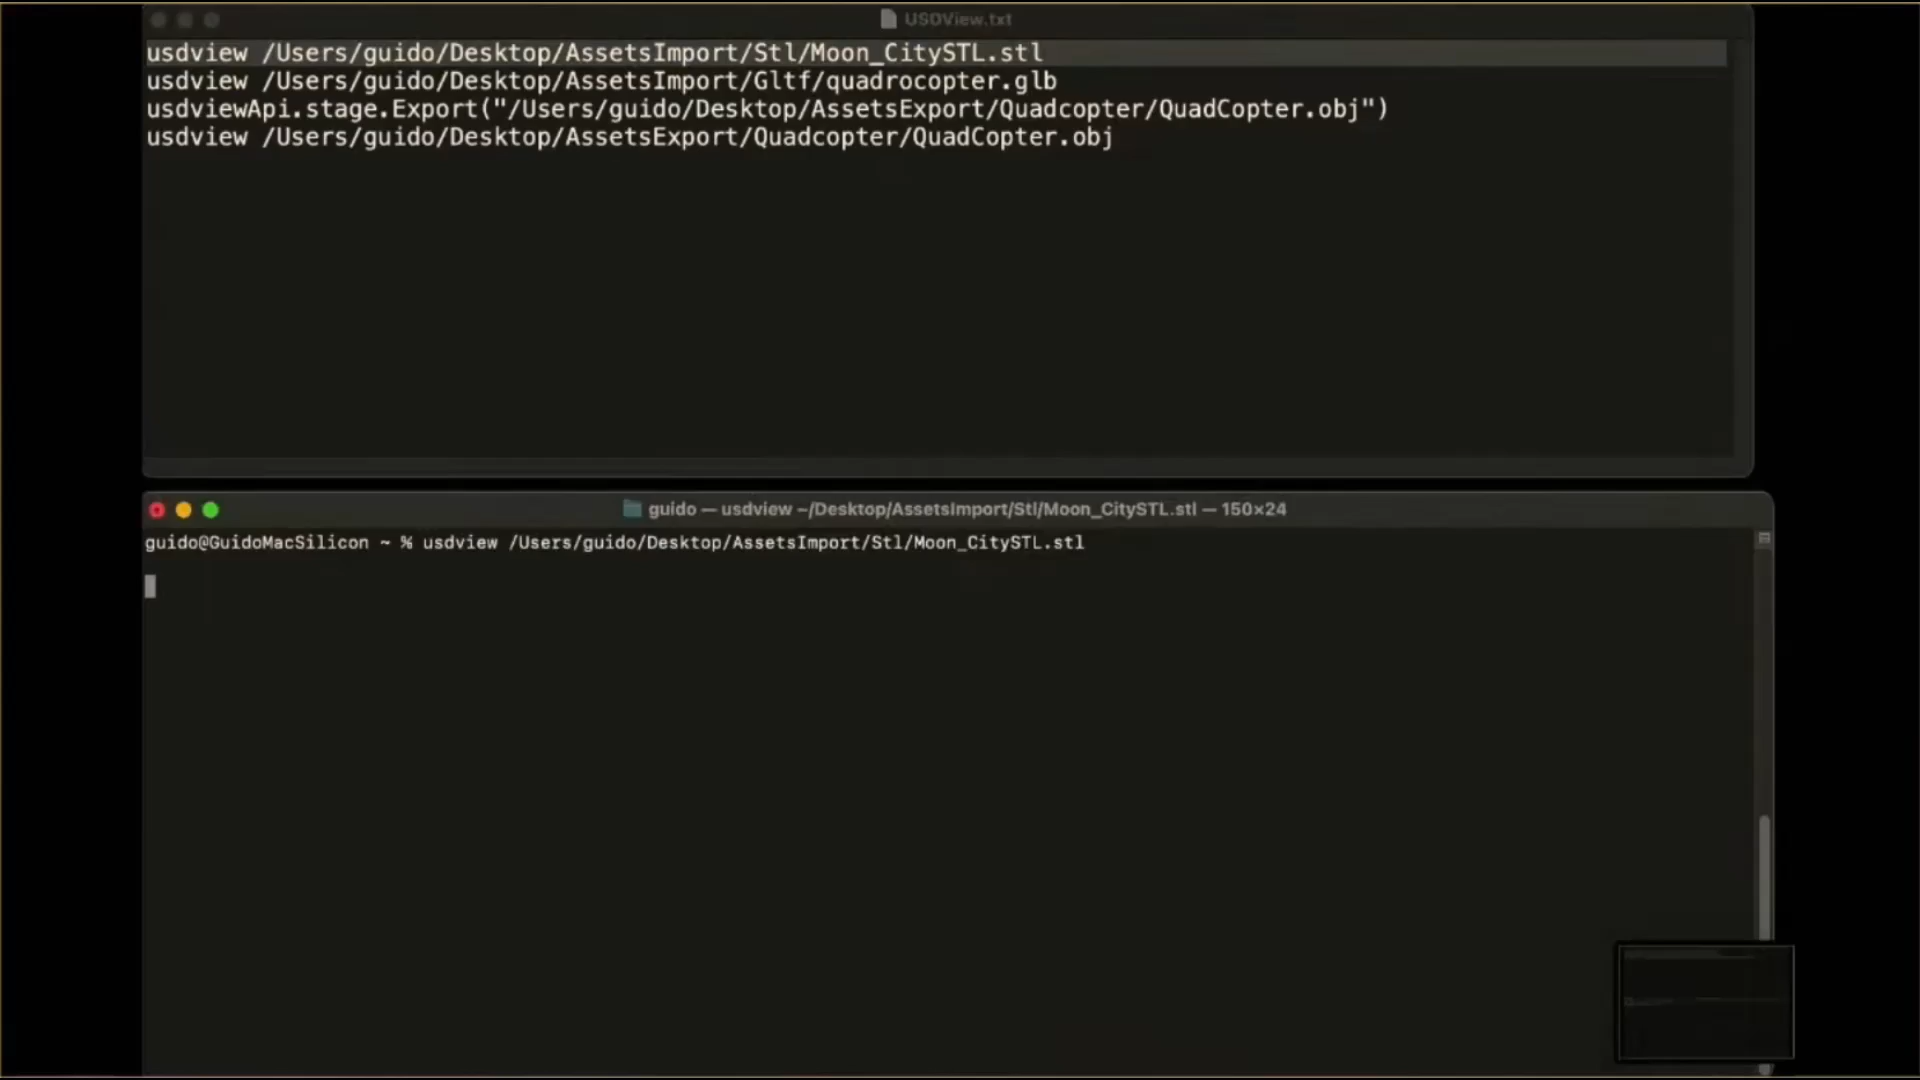 USDView.txt
usdview /Users/guido/Desktop/AssetsImport/Stl/Moon_CitySTL.stl
usdview /Users/guido/Desktop/AssetsImport/Gltf/quadrocopter.glb
usdviewApi.stage.Export("/Users/guido/Desktop/AssetsExport/Quadcopter/QuadCopter.obj")
usdview /Users/guido/Desktop/AssetsExport/Quadcopter/QuadCopter.obj
guido — usdview ~/Desktop/AssetsImport/Stl/Moon_CitySTL.stl — 150×24
guido@GuidoMacSilicon ~ % usdview /Users/guido/Desktop/AssetsImport/Stl/Moon_CitySTL.stl